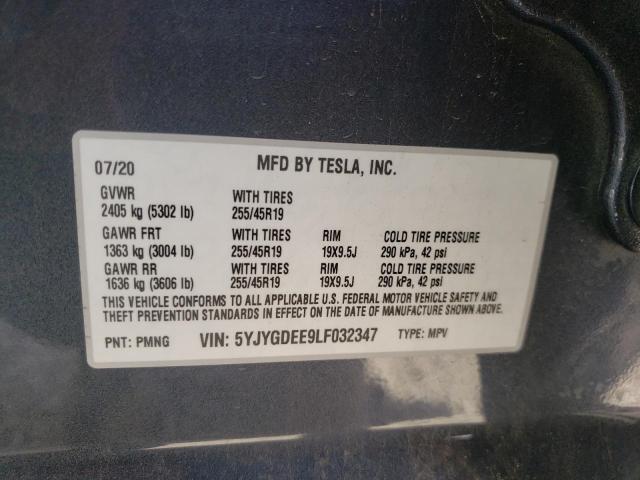 07/20 MFD BY TESLA, INC.
GVWR WITH TIRES
2405 kg (5302 lb) 255/45R19
GAWR FRT WITH TIRES RIM COLD TIRE PRESSURE
1363 kg (3004 lb) 255/45R19 19X9.5J 290 kPa, 42 psi
GAWR RR WITH TIRES RIM COLD TIRE PRESSURE
1636 kg (3606 lb) 255/45R19 19X9.5J 290 kPa, 42 psi
THIS VEHICLE CONFORMS TO ALL APPLICABLE U.S. FEDERAL MOTOR VEHICLE SAFETY AND
THEFT PREVENTION STANDARDS IN EFFECT ON THE DATE OF MANUFACTURE SHOWN ABOVE.
PNT: PMNG VIN: 5YJYGDEE9LF032347 TYPE: MPV